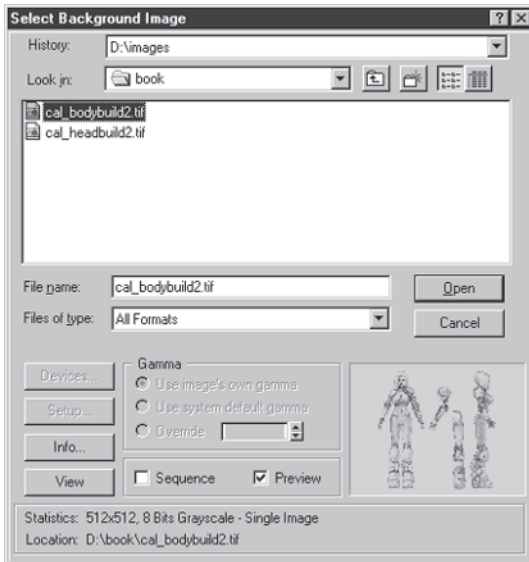 Select Background Image
History: D:\images
Look in: book
cal_bodybuild2.tif
cal_headbuild2.tif
File name: cal_bodybuild2.tif Open
Files of type: All Formats Cancel
Devices...
Setup...
Info...
View
Gamma
Use image's own gamma
Use system default gamma
Override
Sequence Preview
Statistics: 512x512, 8 Bits Grayscale - Single Image
Location: D:\book\cal_bodybuild2.tif